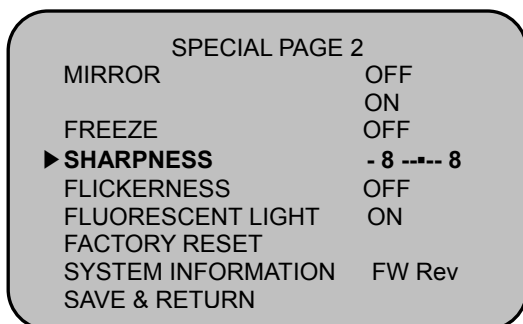 SPECIAL PAGE 2
MIRROR OFF
ON
FREEZE OFF
▶SHARPNESS - 8 --▪-- 8
FLICKERNESS OFF
FLUORESCENT LIGHT ON
FACTORY RESET
SYSTEM INFORMATION FW Rev
SAVE & RETURN